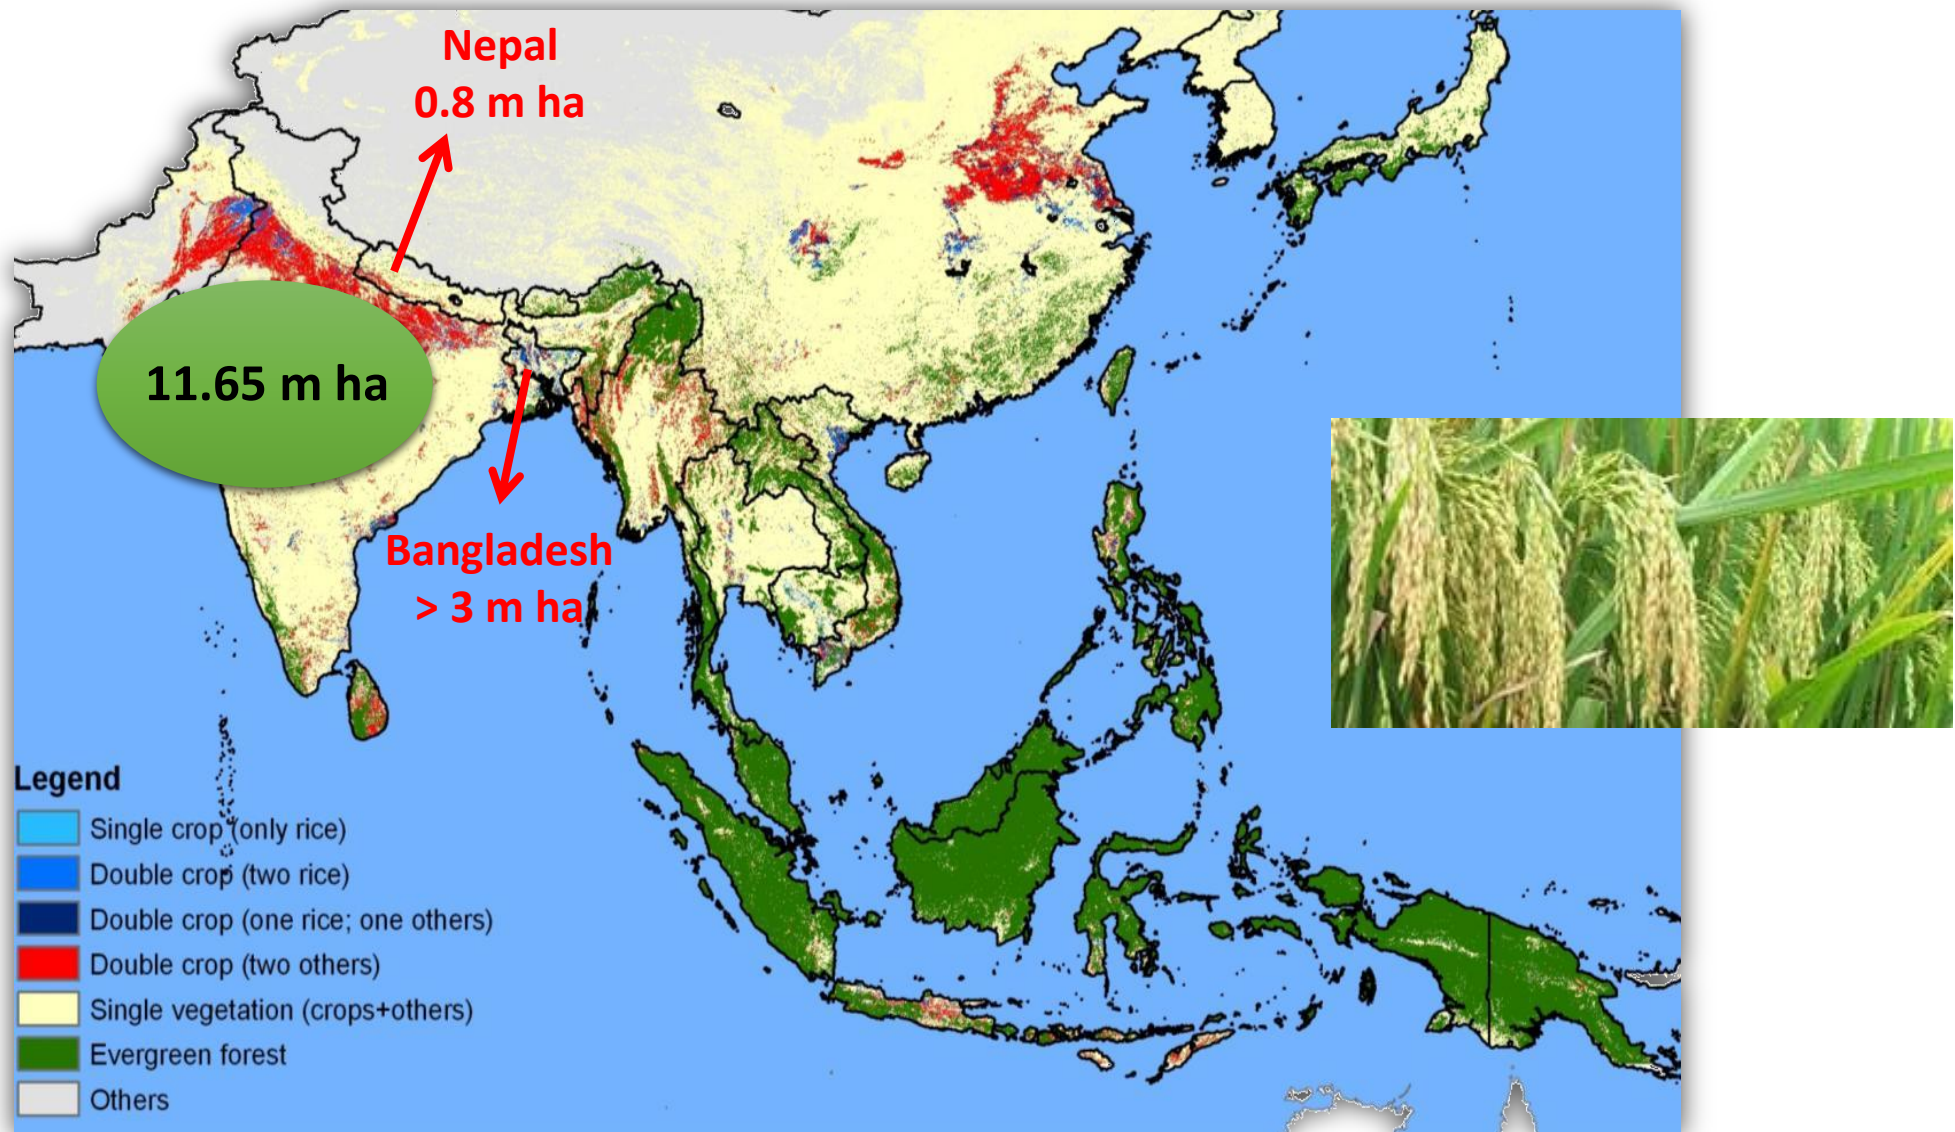 Nepal
0.8 m ha
11.65 m ha
Bangladesh
> 3 m ha
Legend
Single crop (only rice)
Double crop (two rice)
Double crop (one rice; one others)
Double crop (two others)
Single vegetation (crops+others)
Evergreen forest
Others